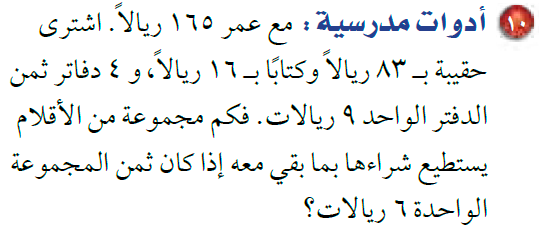 ١٠ أدوات مدرسية : مع عمر ١٦٥ ريالاً. اشترى
حقيبة بـ ٨٣ ريالاً وكتابًا بـ ١٦ ريالاً، و ٤ دفاتر ثمن
الدفتر الواحد ٩ ريالات. فكم مجموعة من الأقلام
يستطيع شراءها بما بقي معه إذا كان ثمن المجموعة
الواحدة ٦ ريالات؟